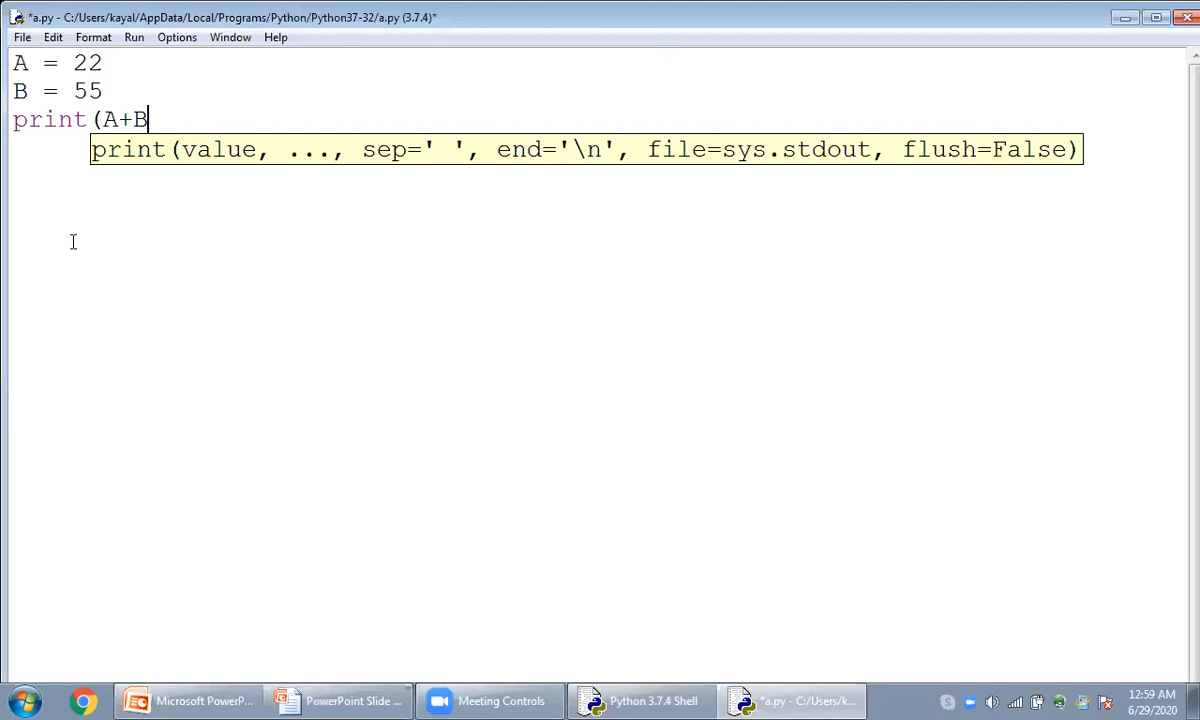 *a.py - C:/Users/kayal/AppData/Local/Programs/Python/Python37-32/a.py (3.7.4)*
File Edit Format Run Options Window Help
A = 22
B = 55
print(A+B
print(value, ..., sep=' ', end='\n', file=sys.stdout, flush=False)
Microsoft PowerP... PowerPoint Slide ... Meeting Controls Python 3.7.4 Shell *a.py - C:/Users/k... 12:59 AM
6/29/2020